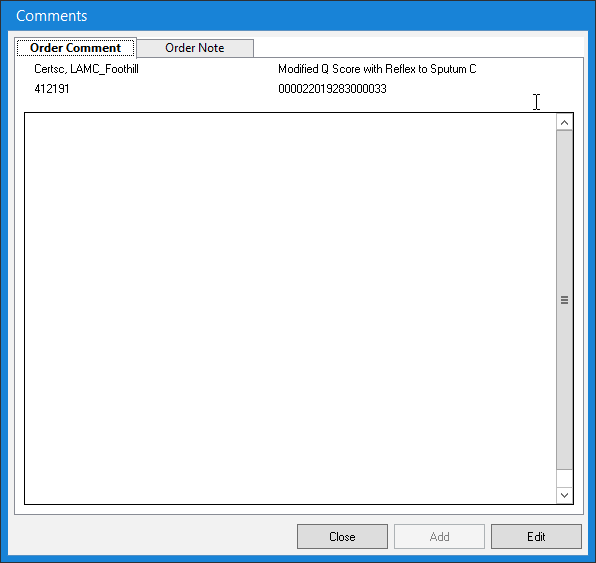 Comments
Order Comment Order Note
Certsc, LAMC_Foothill Modified Q Score with Reflex to Sputum C
412191 000022019283000033
Close Add Edit